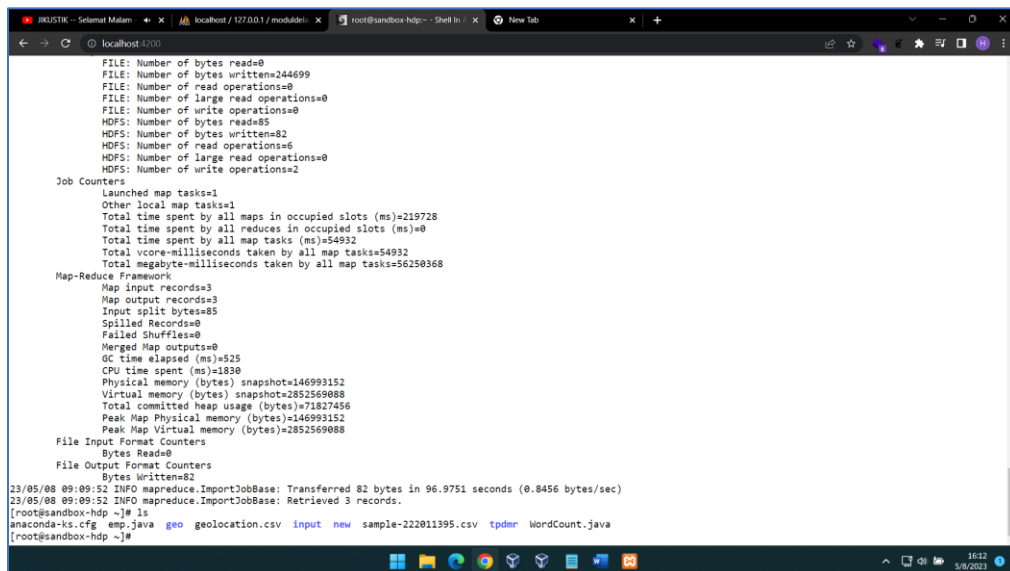 JIKUSTIK -- Selamat Malam
localhost / 127.0.0.1 / moduldela
root@sandbox-hdp:~ - Shell In A
New Tab
localhost:4200
FILE: Number of bytes read=0
FILE: Number of bytes written=244699
FILE: Number of read operations=0
FILE: Number of large read operations=0
FILE: Number of write operations=0
HDFS: Number of bytes read=85
HDFS: Number of bytes written=82
HDFS: Number of read operations=6
HDFS: Number of large read operations=0
HDFS: Number of write operations=2
Job Counters
Launched map tasks=1
Other local map tasks=1
Total time spent by all maps in occupied slots (ms)=219728
Total time spent by all reduces in occupied slots (ms)=0
Total time spent by all map tasks (ms)=54932
Total vcore-milliseconds taken by all map tasks=54932
Total megabyte-milliseconds taken by all map tasks=56250368
Map-Reduce Framework
Map input records=3
Map output records=3
Input split bytes=85
Spilled Records=0
Failed Shuffles=0
Merged Map outputs=0
GC time elapsed (ms)=525
CPU time spent (ms)=1830
Physical memory (bytes) snapshot=146993152
Virtual memory (bytes) snapshot=2852569088
Total committed heap usage (bytes)=71827456
Peak Map Physical memory (bytes)=146993152
Peak Map Virtual memory (bytes)=2852569088
File Input Format Counters
Bytes Read=0
File Output Format Counters
Bytes Written=82
23/05/08 09:09:52 INFO mapreduce.ImportJobBase: Transferred 82 bytes in 96.9751 seconds (0.8456 bytes/sec)
23/05/08 09:09:52 INFO mapreduce.ImportJobBase: Retrieved 3 records.
[root@sandbox-hdp ~]# ls
anaconda-ks.cfg emp.java geo geolocation.csv input new sample-222011395.csv tpdmr WordCount.java
[root@sandbox-hdp ~]#
16:12
5/8/2023